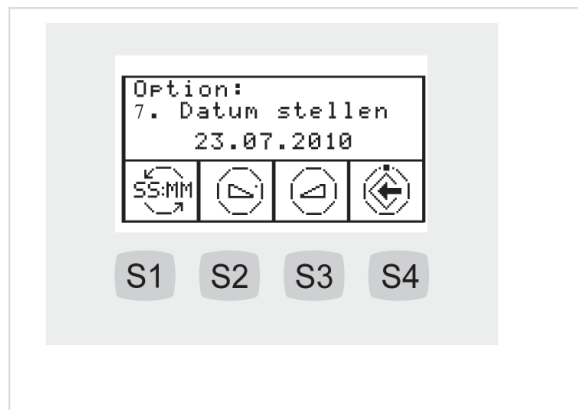 Option:
7. Datum stellen
23.07.2010
SS:MM
S1 S2 S3 S4